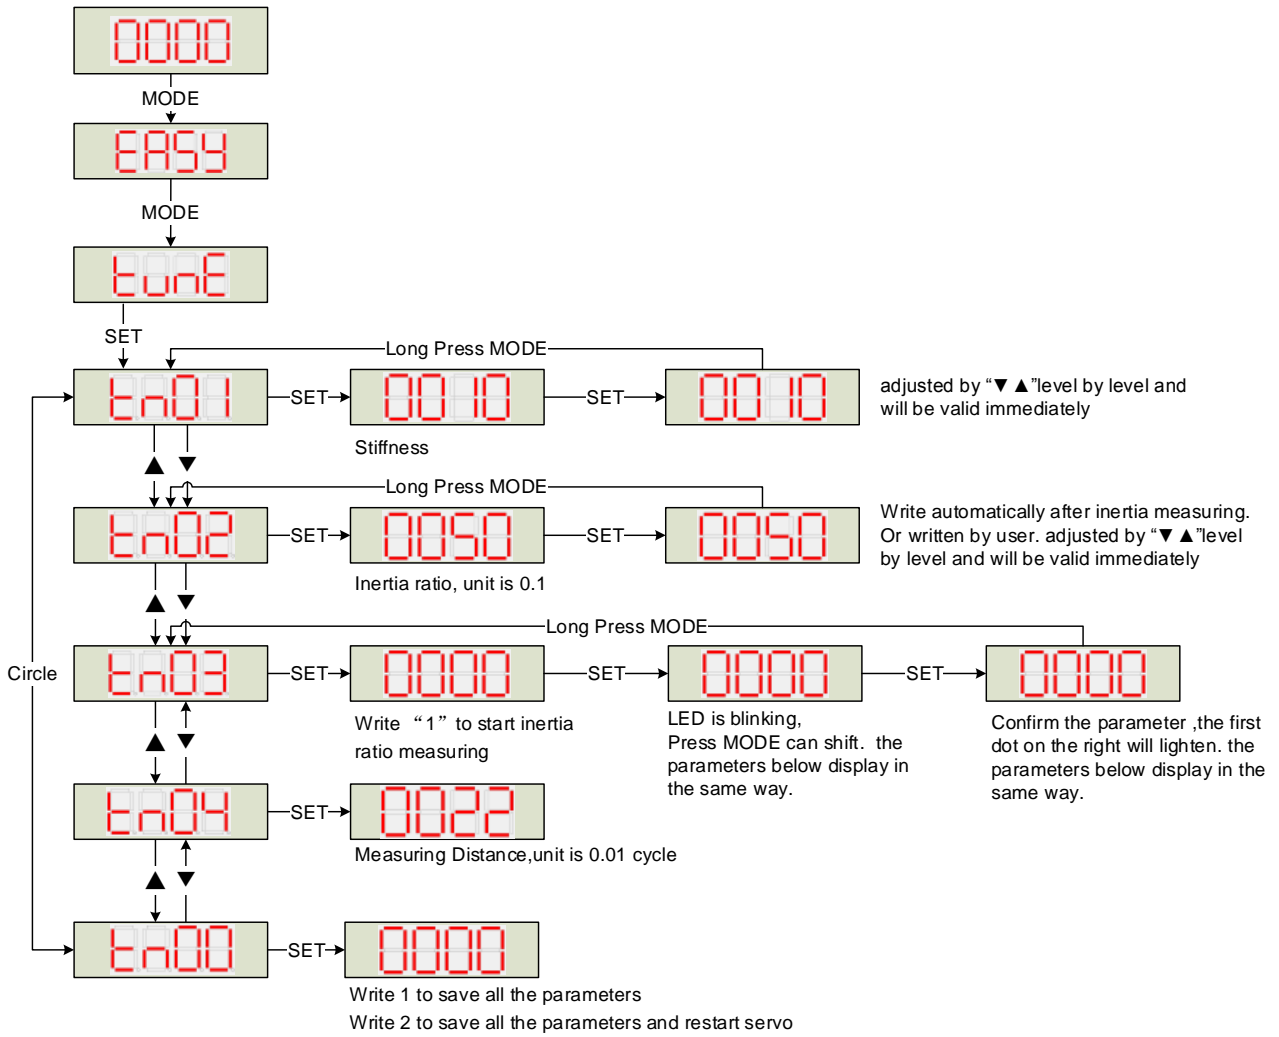 0000
MODE
EASY
MODE
tunE
SET
Long Press MODE
tn01
SET
0010
SET
0010
adjusted by “▼ ▲”level by level and
will be valid immediately
Stiffness
▲ ▼
Long Press MODE
tn02
SET
0050
SET
0050
Write automatically after inertia measuring.
Or written by user. adjusted by “▼ ▲”level
by level and will be valid immediately
Inertia ratio, unit is 0.1
▲ ▼
Long Press MODE
Circle
tn03
SET
0000
SET
0000
SET
0000
Write “1” to start inertia
ratio measuring
LED is blinking,
Press MODE can shift. the
parameters below display in
the same way.
Confirm the parameter ,the first
dot on the right will lighten. the
parameters below display in the
same way.
▲ ▼
tn04
SET
0022
Measuring Distance,unit is 0.01 cycle
▲ ▼
tn00
SET
0000
Write 1 to save all the parameters
Write 2 to save all the parameters and restart servo